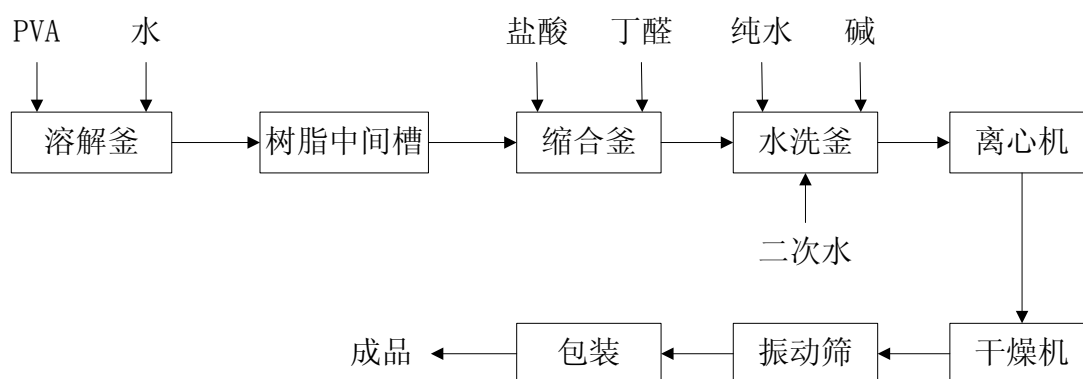 PVA 水 盐酸 丁醛 纯水 碱
溶解釜 树脂中间槽 缩合釜 水洗釜 离心机
二次水
成品 包装 振动筛 干燥机